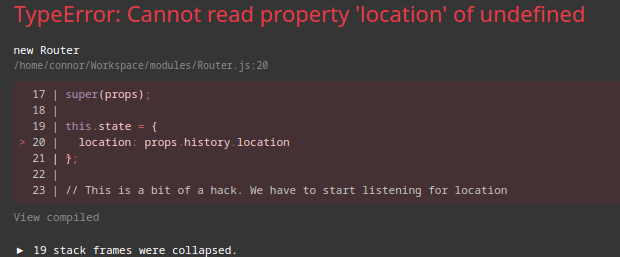 TypeError: Cannot read property 'location' of undefined
new Router
/home/connor/Workspace/modules/Router.js:20
17 | super(props);
18 |
19 | this.state = {
> 20 |   location: props.history.location
21 | };
22 |
23 | // This is a bit of a hack. We have to start listening for location
View compiled
▶ 19 stack frames were collapsed.